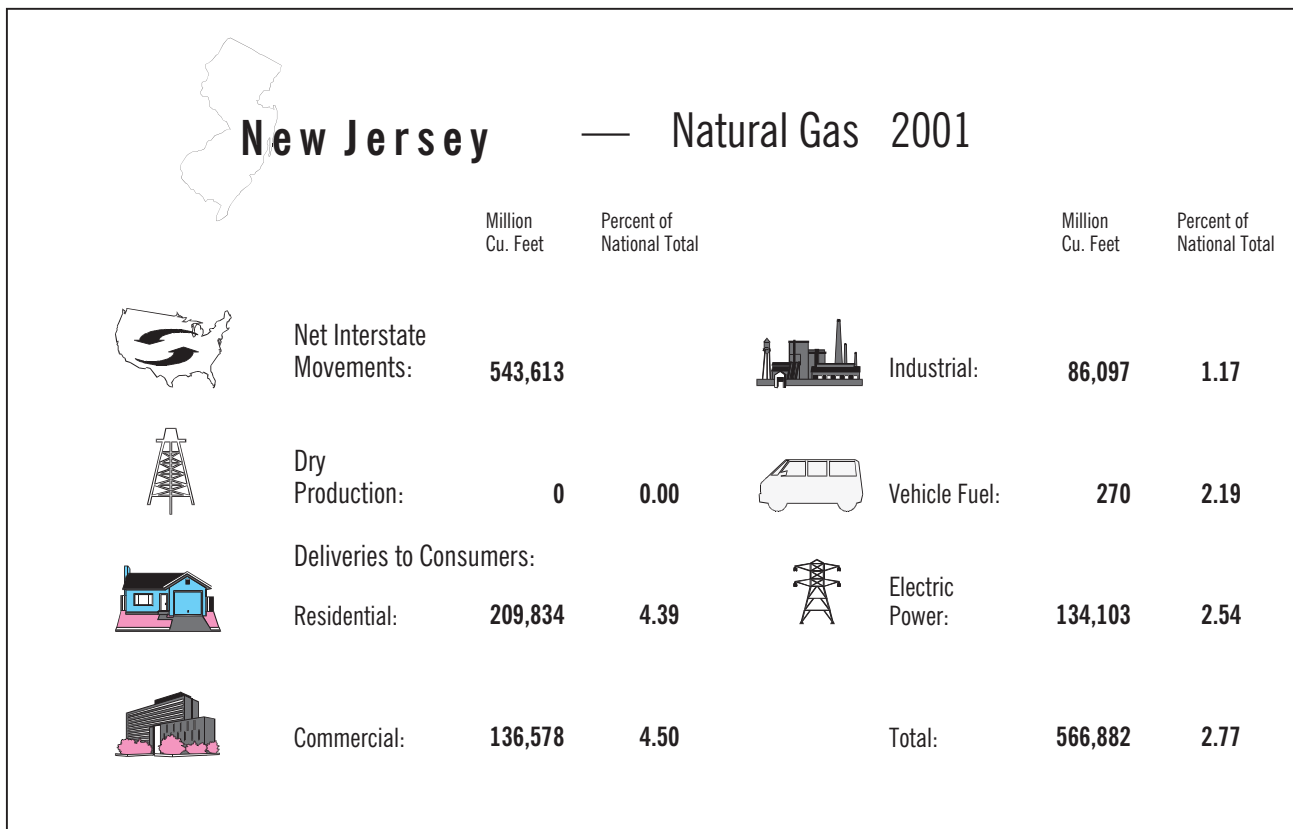 New Jersey — Natural Gas 2001
Million Cu. Feet
Percent of National Total
Million Cu. Feet
Percent of National Total
Net Interstate
Movements: 543,613
Dry
Production: 0 0.00
Deliveries to Consumers:
Residential: 209,834 4.39
Commercial: 136,578 4.50
Industrial: 86,097 1.17
Vehicle Fuel: 270 2.19
Electric
Power: 134,103 2.54
Total: 566,882 2.77